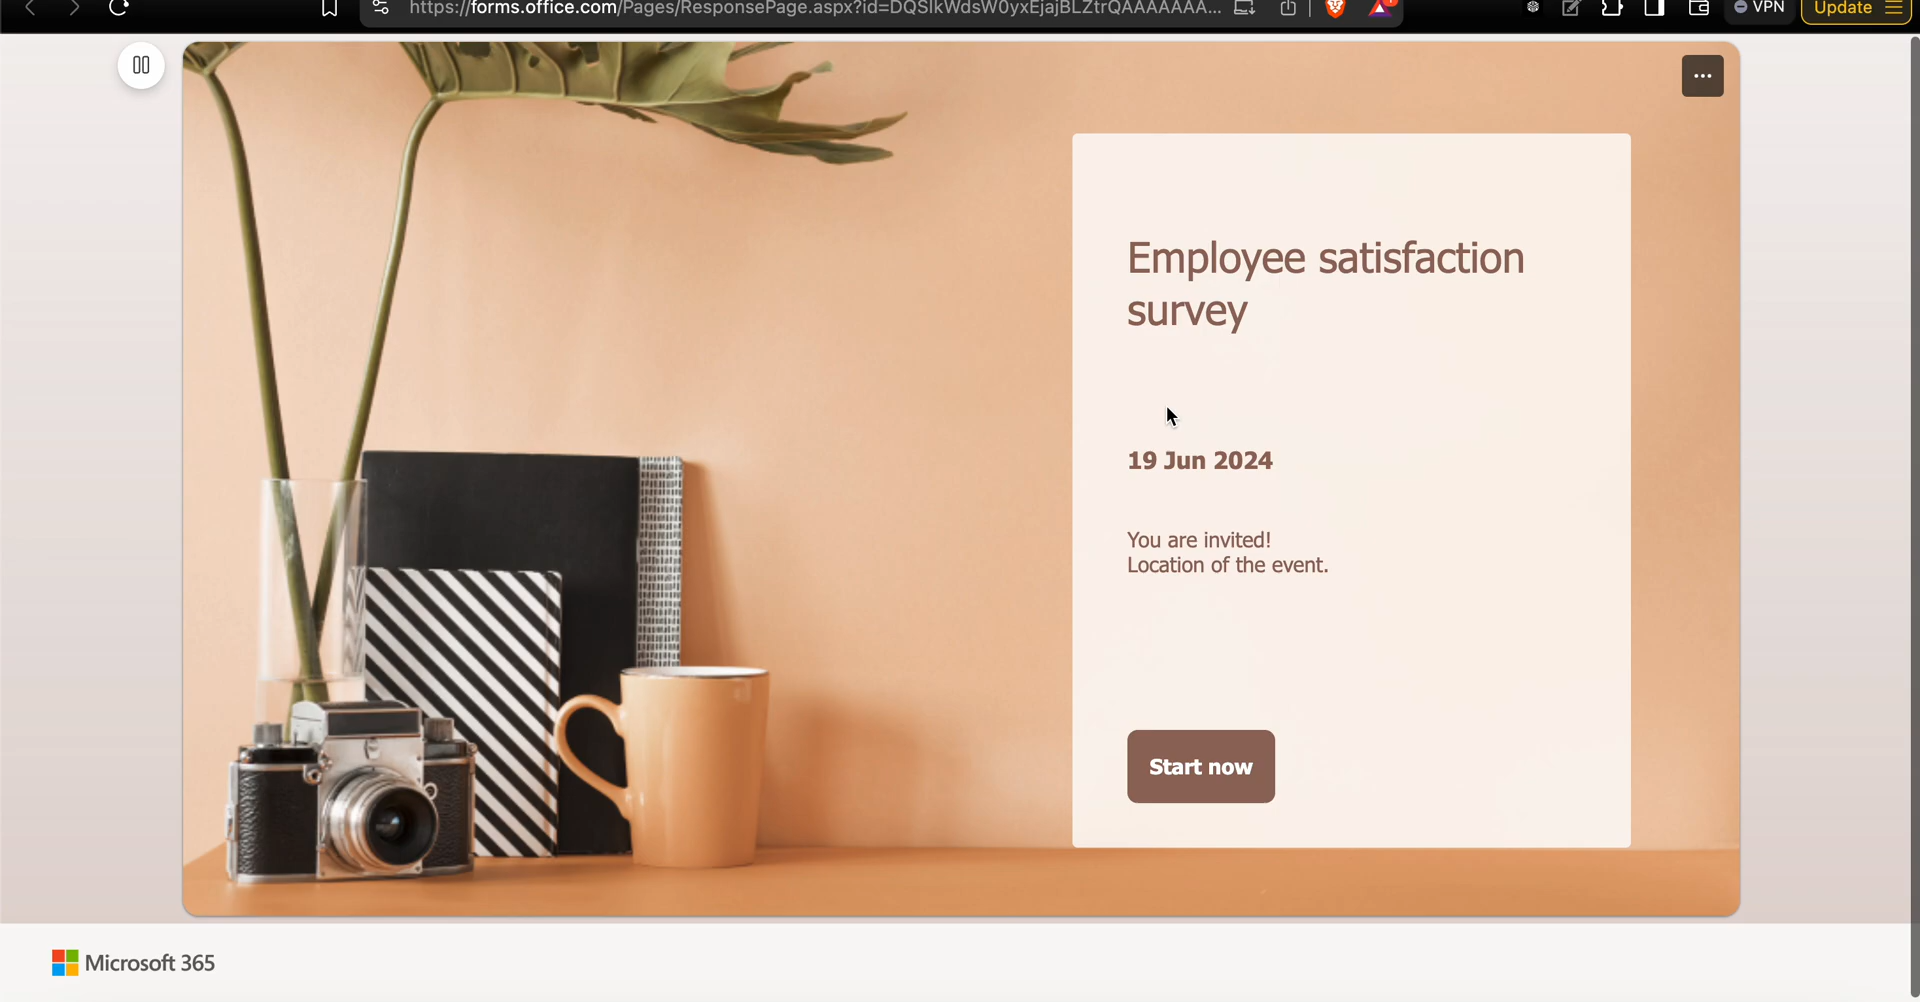 https://forms.office.com/Pages/ResponsePage.aspx?id=DQSIkWdsW0yxEjajBLZtrQAAAAAAA...
1
VPN
Update
Employee satisfaction
survey
19 Jun 2024
You are invited!
Location of the event.
Start now
Microsoft 365